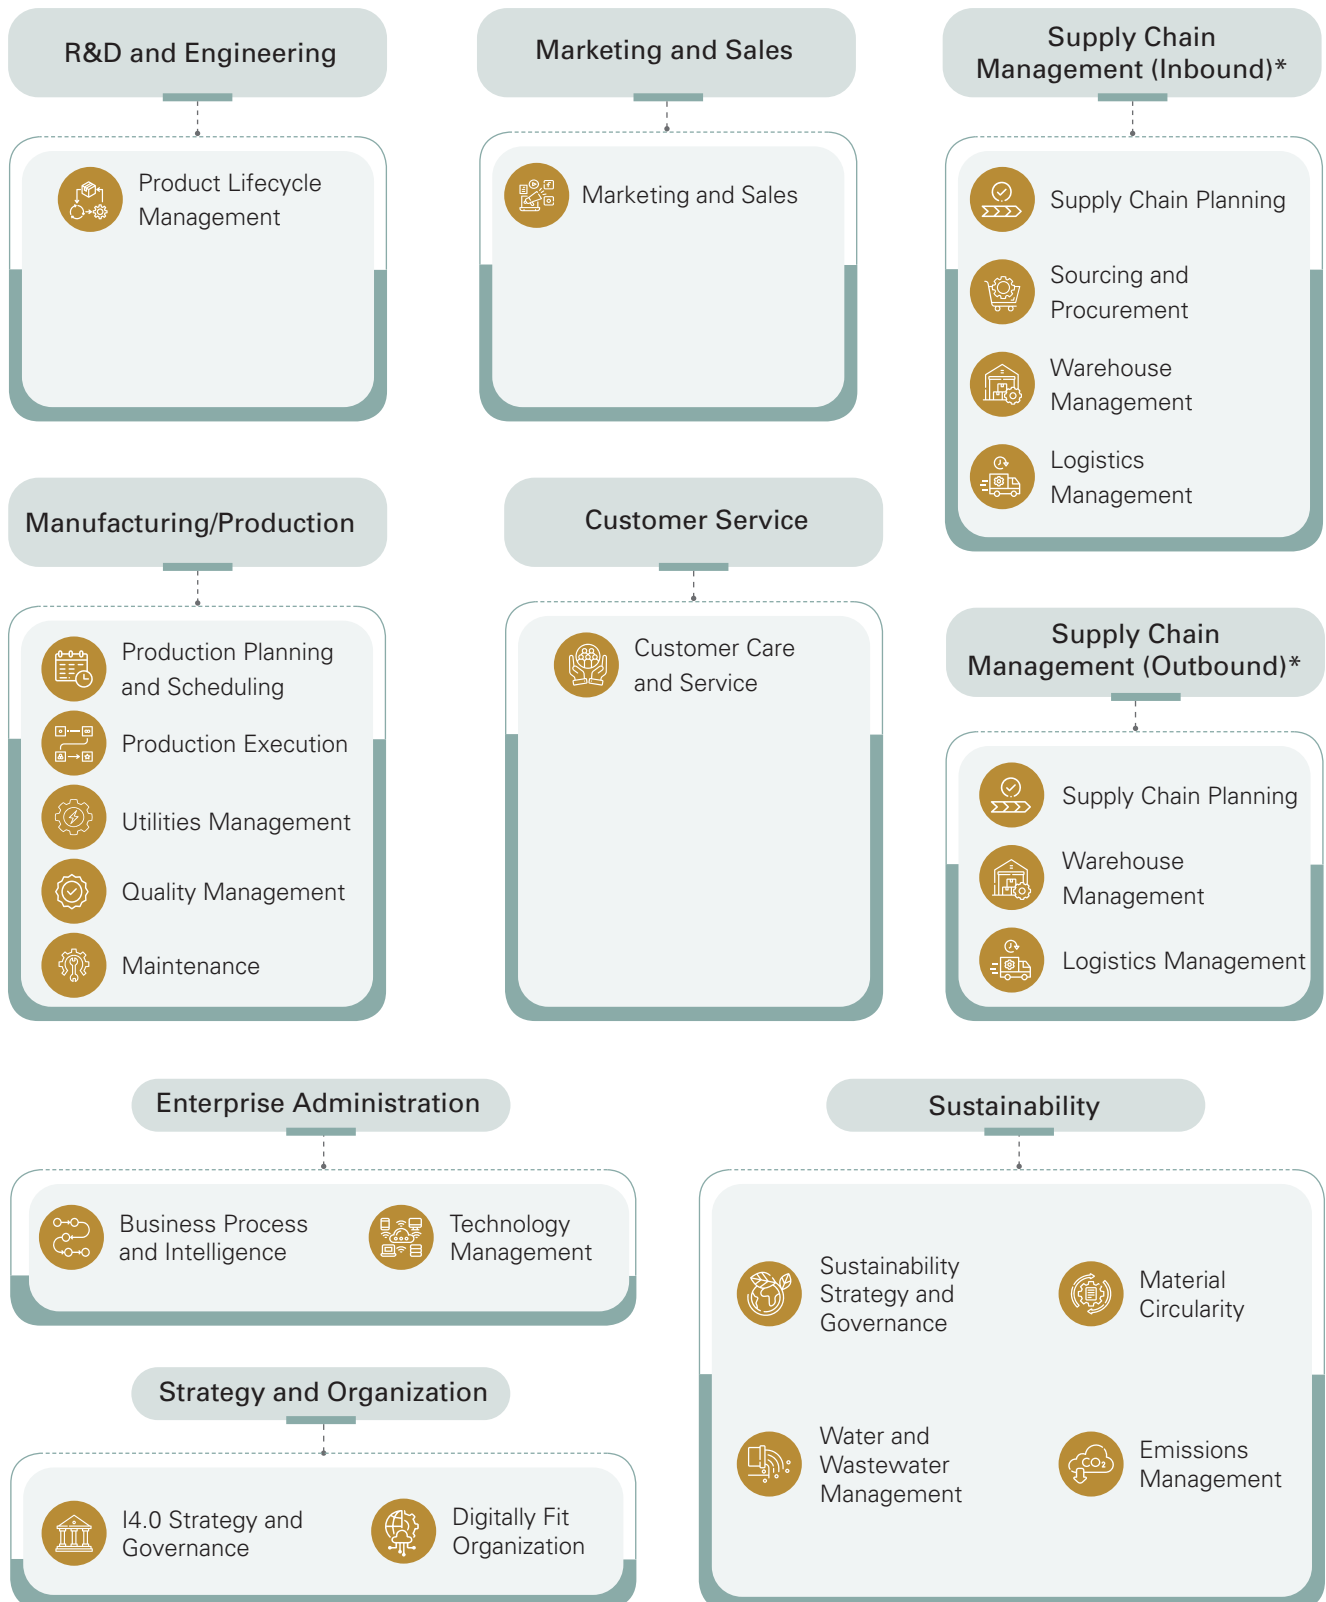 R&D and Engineering
Product Lifecycle
Management
Marketing and Sales
Marketing and Sales
Supply Chain
Management (Inbound)*
Supply Chain Planning
Sourcing and
Procurement
Warehouse
Management
Logistics
Management
Manufacturing/Production
Production Planning
and Scheduling
Production Execution
Utilities Management
Quality Management
Maintenance
Customer Service
Customer Care
and Service
Supply Chain
Management (Outbound)*
Supply Chain Planning
Warehouse
Management
Logistics Management
Enterprise Administration
Business Process
and Intelligence
Technology
Management
Strategy and Organization
I4.0 Strategy and
Governance
Digitally Fit
Organization
Sustainability
Sustainability
Strategy and
Governance
Material
Circularity
Water and
Wastewater
Management
CO₂
Emissions
Management